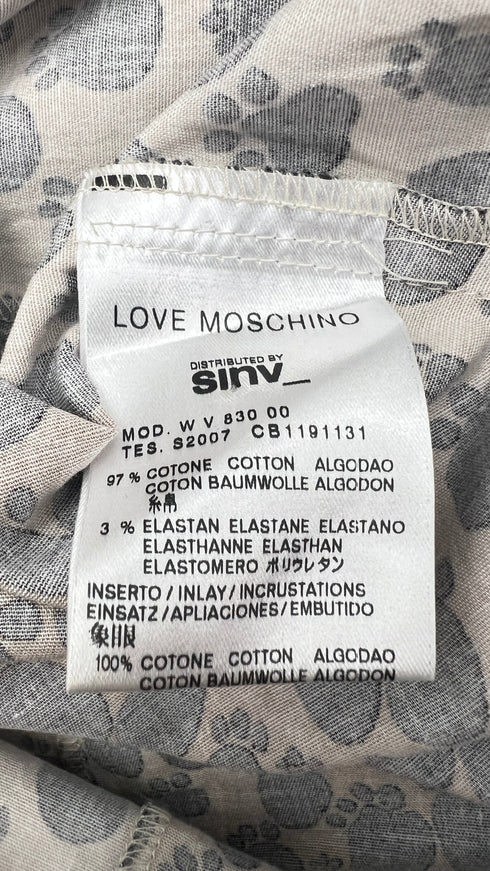 LOVE MOSCHINO
DISTRIBUTED BY
sinv_
MOD. W V 830 00
TES. S2007 CB1191131
97 % COTONE COTTON ALGODAO
COTON BAUMWOLLE ALGODON
3 % ELASTAN ELASTANE ELASTANO
ELASTHANNE ELASTHAN
ELASTOMERO ポリウレタン
INSERTO / INLAY / INCRUSTATIONS
EINSATZ / APLIACIONES / EMBUTIDO
100% COTONE COTTON ALGODAO
COTON BAUMWOLLE ALGODON